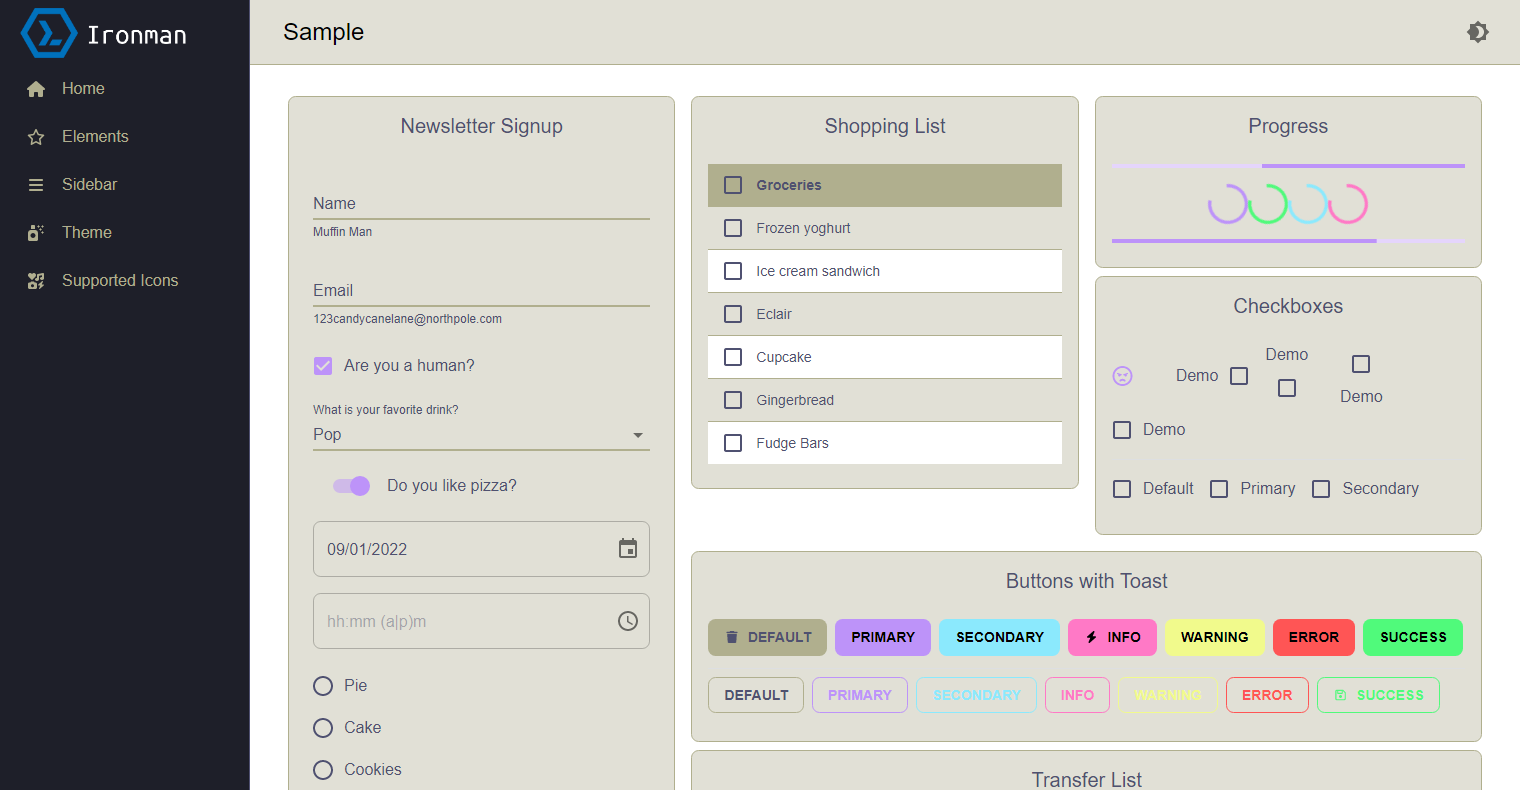 Ironman
Home
Elements
Sidebar
Theme
Supported Icons
Sample
Newsletter Signup
Name
Muffin Man
Email
123candycanelane@northpole.com
Are you a human?
What is your favorite drink?
Pop
Do you like pizza?
09/01/2022
hh:mm (a|p)m
Pie
Cake
Cookies
Shopping List
Groceries
Frozen yoghurt
Ice cream sandwich
Eclair
Cupcake
Gingerbread
Fudge Bars
Progress
Checkboxes
Demo
Demo
Demo
Demo
Default Primary Secondary
Buttons with Toast
DEFAULT PRIMARY SECONDARY INFO WARNING ERROR SUCCESS
DEFAULT PRIMARY SECONDARY INFO WARNING ERROR SUCCESS
Transfer List